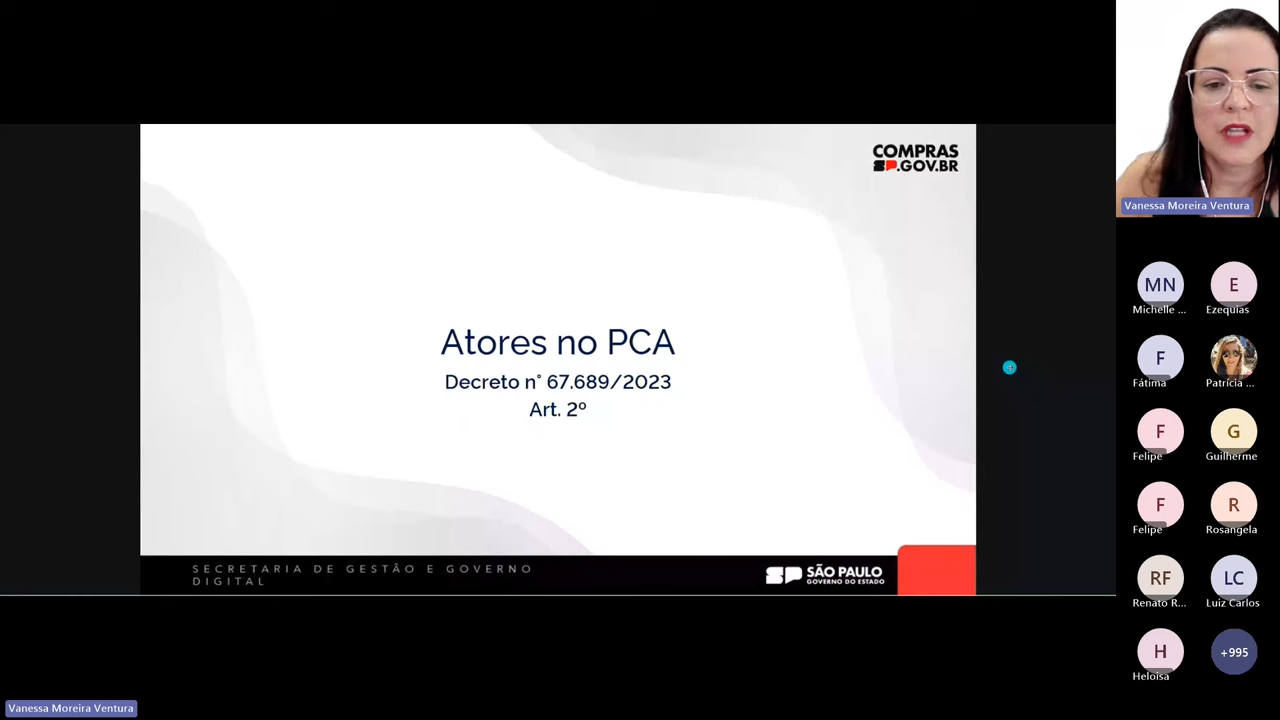 COMPRAS
SP.GOV.BR
Atores no PCA
Decreto n° 67.689/2023
Art. 2º
SECRETARIA DE GESTÃO E GOVERNO
DIGITAL
SP SÃO PAULO
GOVERNO DO ESTADO
Vanessa Moreira Ventura
MN
E
Michelle ...
Ezequias
F
Fátima
Patrícia ...
F
G
Felipe
Guilherme
F
R
Felipe
Rosangela
RF
LC
Renato R...
Luiz Carlos
H
+995
Heloisa
Vanessa Moreira Ventura